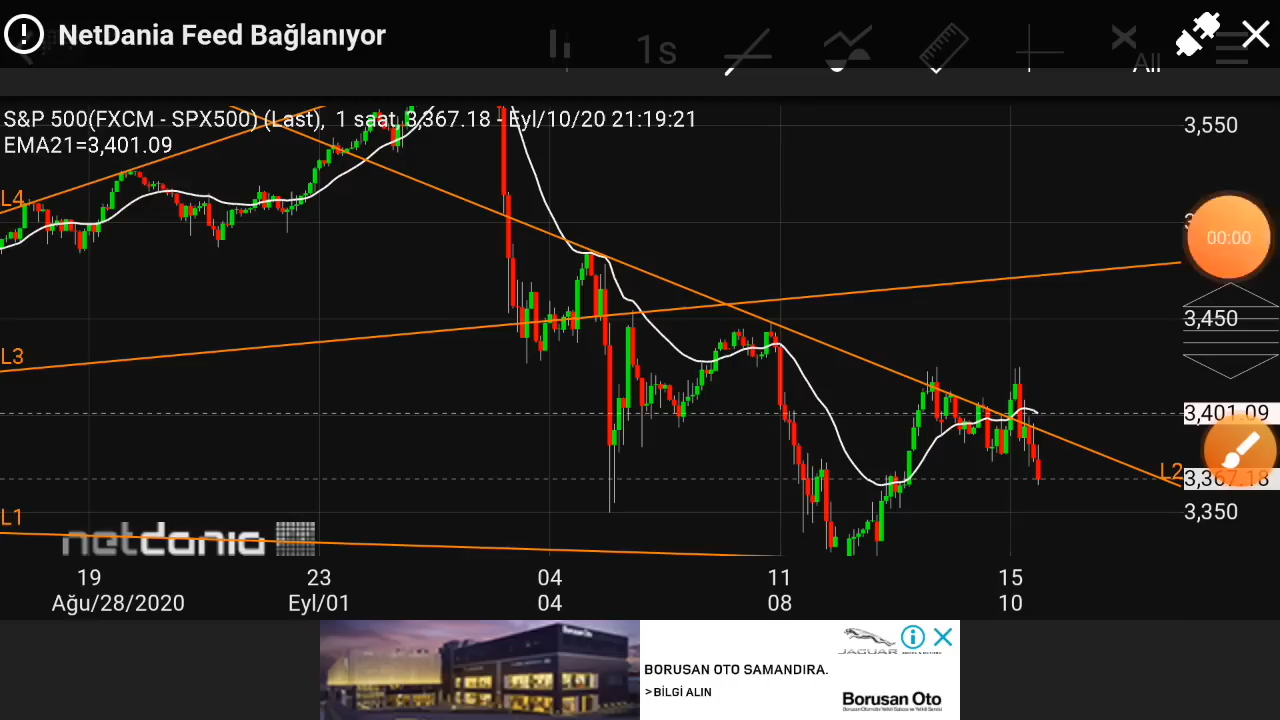 NetDania Feed Bağlanıyor
1s
All
S&P 500(FXCM - SPX500) (Last), 1 saat, 3,367.18 - Eyl/10/20 21:19:21
EMA21=3,401.09
3,550
L4
00:00
3,450
L3
3,401.09
L2
3,367.18
3,350
L1
netdania
19
23
04
11
15
Ağu/28/2020
Eyl/01
04
08
10
Borusan Oto
JAGUAR
BORUSAN OTO SAMANDIRA.
>BİLGİ ALIN
Borusan Oto